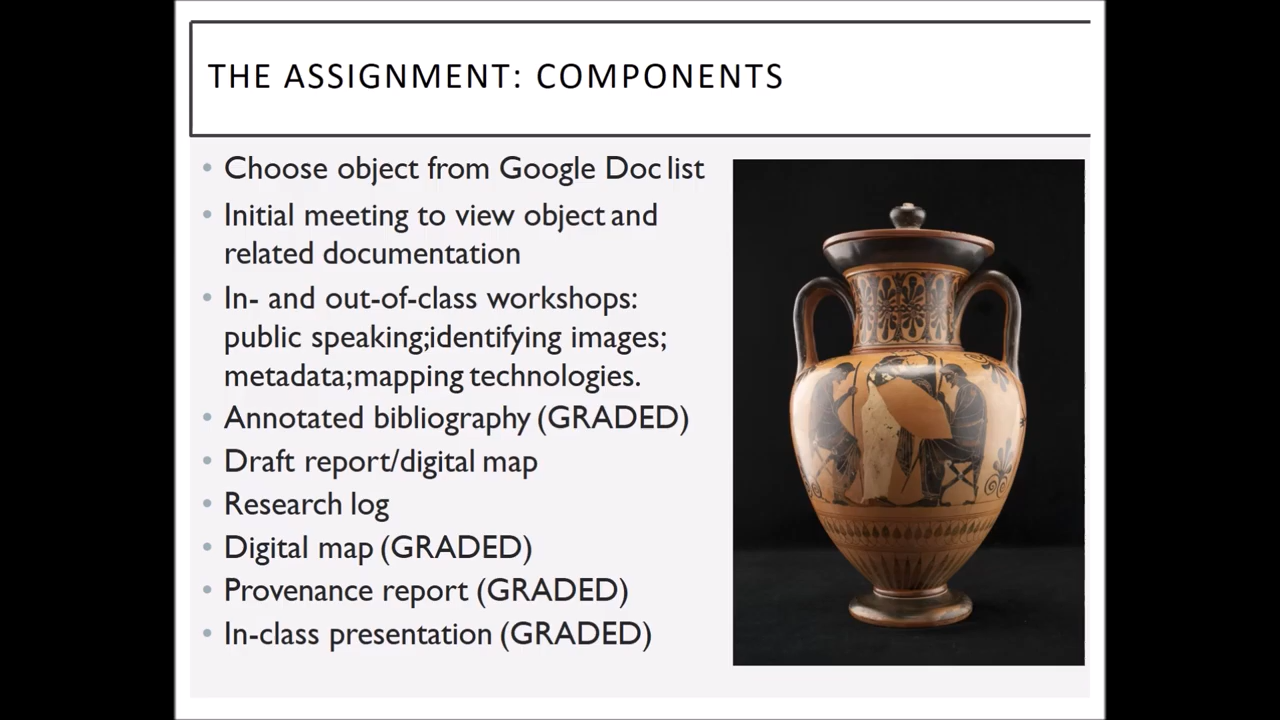 THE ASSIGNMENT: COMPONENTS
• Choose object from Google Doc list
• Initial meeting to view object and
related documentation
• In- and out-of-class workshops:
public speaking;identifying images;
metadata;mapping technologies.
• Annotated bibliography (GRADED)
• Draft report/digital map
• Research log
• Digital map (GRADED)
• Provenance report (GRADED)
• In-class presentation (GRADED)